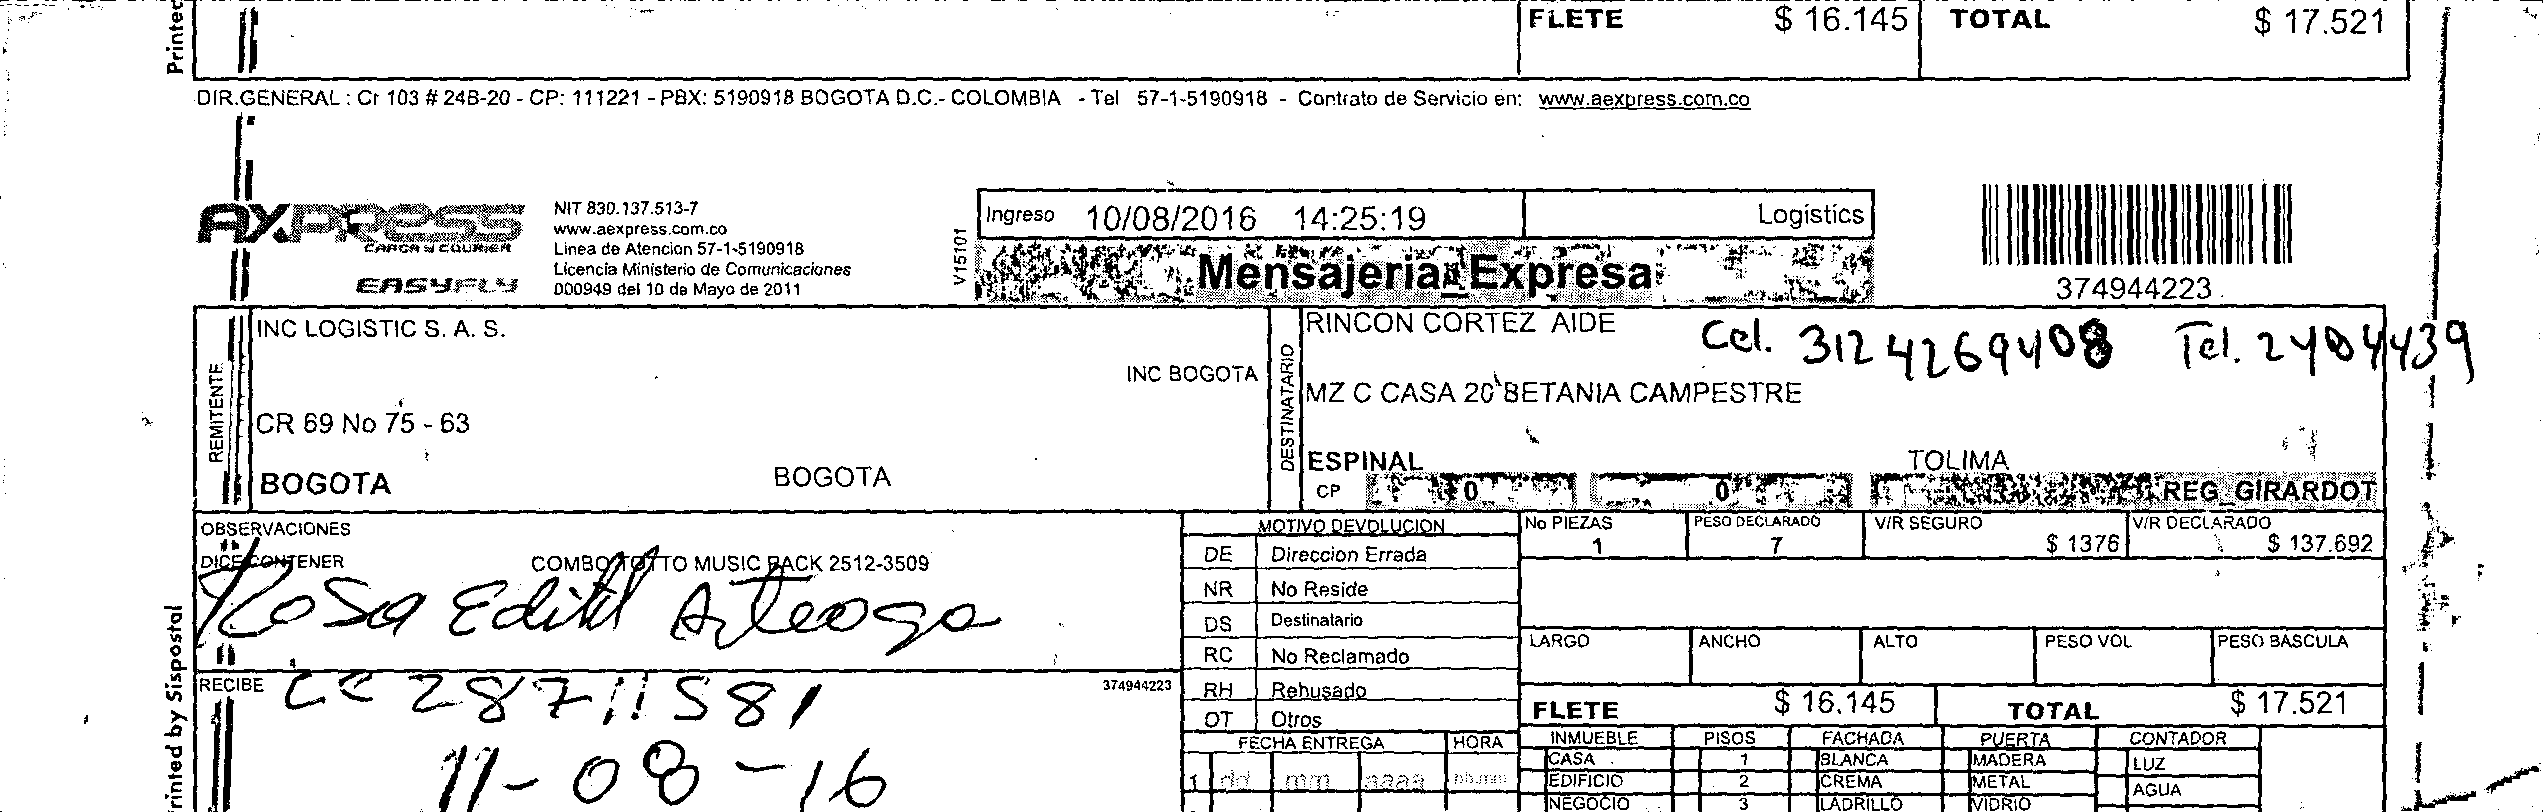 Printed
FLETE $ 16.145 TOTAL $ 17.521
DIR.GENERAL : Cr 103 # 24B-20 - CP: 111221 - PBX: 5190918 BOGOTA D.C.- COLOMBIA - Tel 57-1-5190918 - Contrato de Servicio en: www.aexpress.com.co
AXPRESS
CARGA Y COURIER
EASYFLY
NIT 830.137.513-7
www.aexpress.com.co
Linea de Atencion 57-1-5190918
Licencia Ministerio de Comunicaciones
000949 del 10 de Mayo de 2011
V15101
Ingreso 10/08/2016 14:25:19 Logistics
Mensajeria_Expresa
374944223
REMITENTE
INC LOGISTIC S. A. S.
INC BOGOTA
CR 69 No 75 - 63
BOGOTA BOGOTA
DESTINATARIO
RINCON CORTEZ AIDE Cel. 3124269408 Tel. 2404439
MZ C CASA 20 BETANIA CAMPESTRE
ESPINAL TOLIMA
CP 0 0 REG_GIRARDOT
OBSERVACIONES
DICE CONTENER COMBO TOTTO MUSIC PACK 2512-3509
Rosa Edith Arteaga
RECIBE 374944223
CC 28711581
11-08-16
MOTIVO DEVOLUCION
DE Direccion Errada
NR No Reside
DS Destinatario
RC No Reclamado
RH Rehusado
OT Otros
FECHA ENTREGA HORA
1 dd mm aaaa hh:mm
No PIEZAS PESO DECLARADO V/R SEGURO V/R DECLARADO
1 7 $ 1376 $ 137.692
LARGO ANCHO ALTO PESO VOL PESO BASCULA
FLETE $ 16.145 TOTAL $ 17.521
INMUEBLE PISOS FACHADA PUERTA CONTADOR
CASA 1 BLANCA MADERA LUZ
EDIFICIO 2 CREMA METAL AGUA
NEGOCIO 3 LADRILLO VIDRIO
Printed by Sispostal